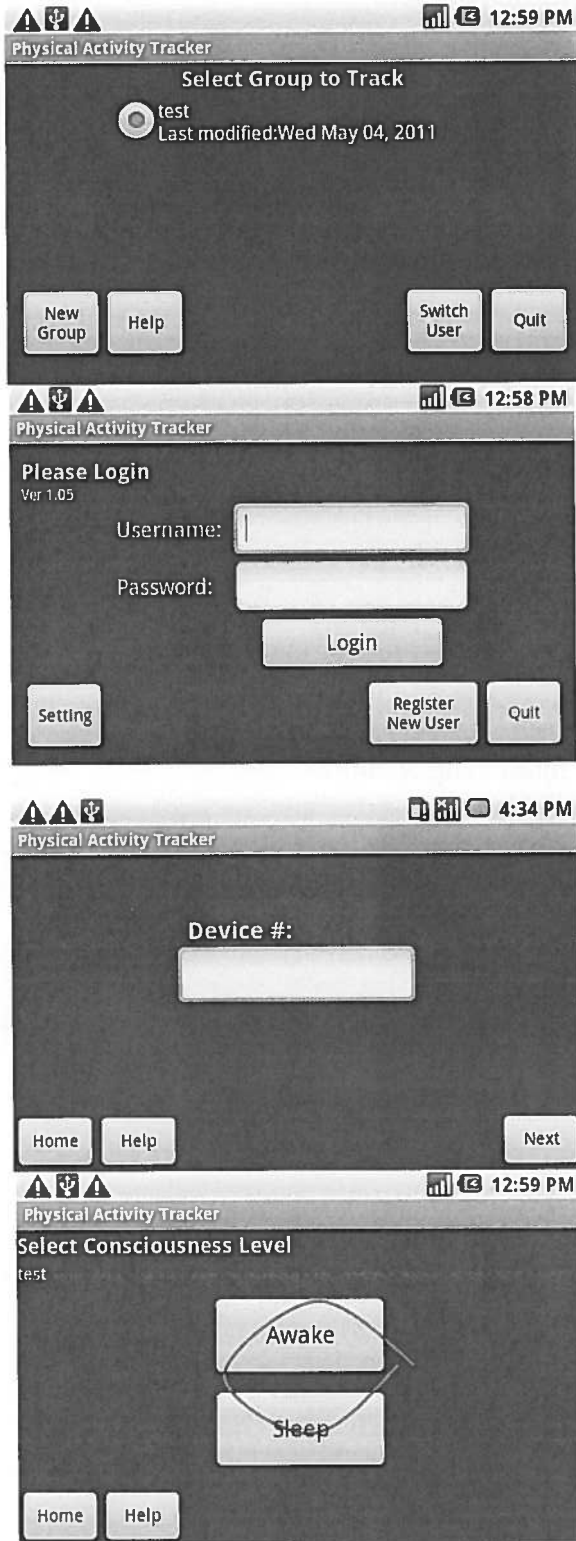 12:59 PM
Physical Activity Tracker
Select Group to Track
test
Last modified:Wed May 04, 2011
New Group
Help
Switch User
Quit
12:58 PM
Physical Activity Tracker
Please Login
Ver 1.05
Username:
Password:
Login
Setting
Register New User
Quit
4:34 PM
Physical Activity Tracker
Device #:
Home
Help
Next
12:59 PM
Physical Activity Tracker
Select Consciousness Level
test
Awake
Sleep
Home
Help